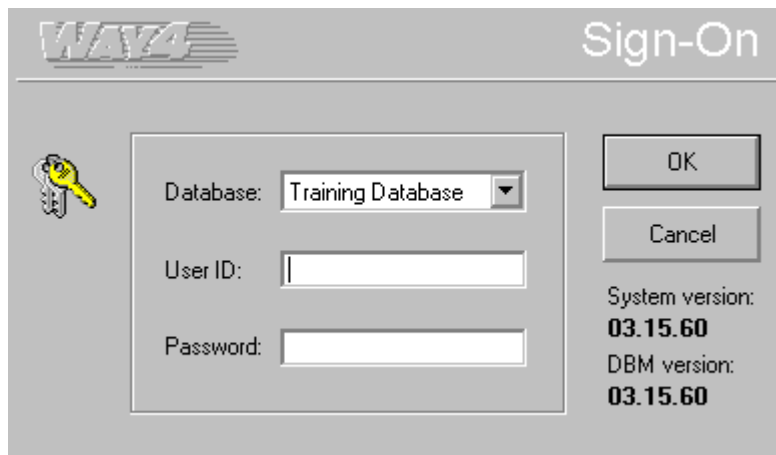 WAY4
Sign-On
Database: Training Database
OK
User ID:
Cancel
Password:
System version:
03.15.60
DBM version:
03.15.60